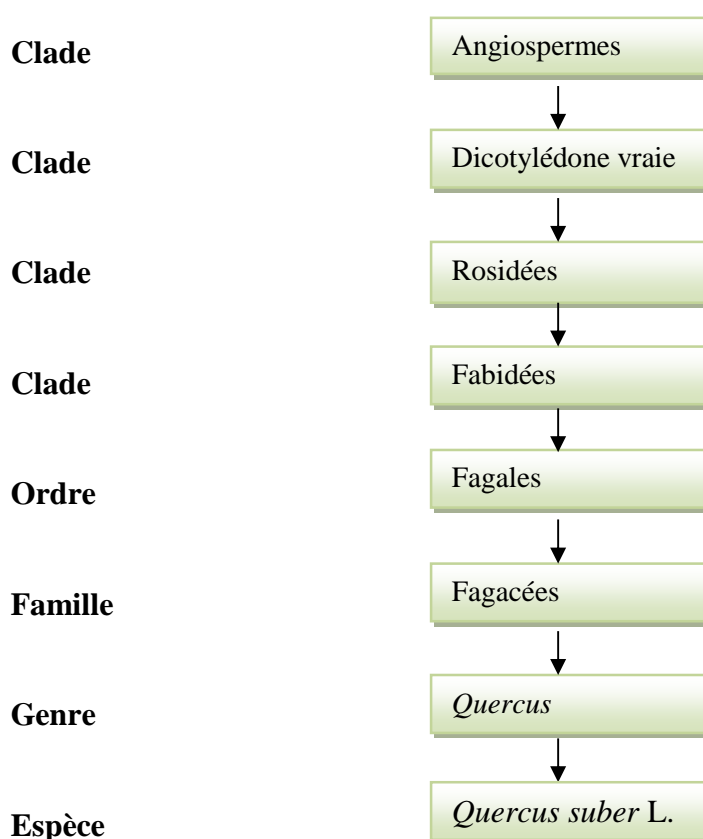 Clade Angiospermes
Clade Dicotylédone vraie
Clade Rosidées
Clade Fabidées
Ordre Fagales
Famille Fagacées
Genre Quercus
Espèce Quercus suber L.